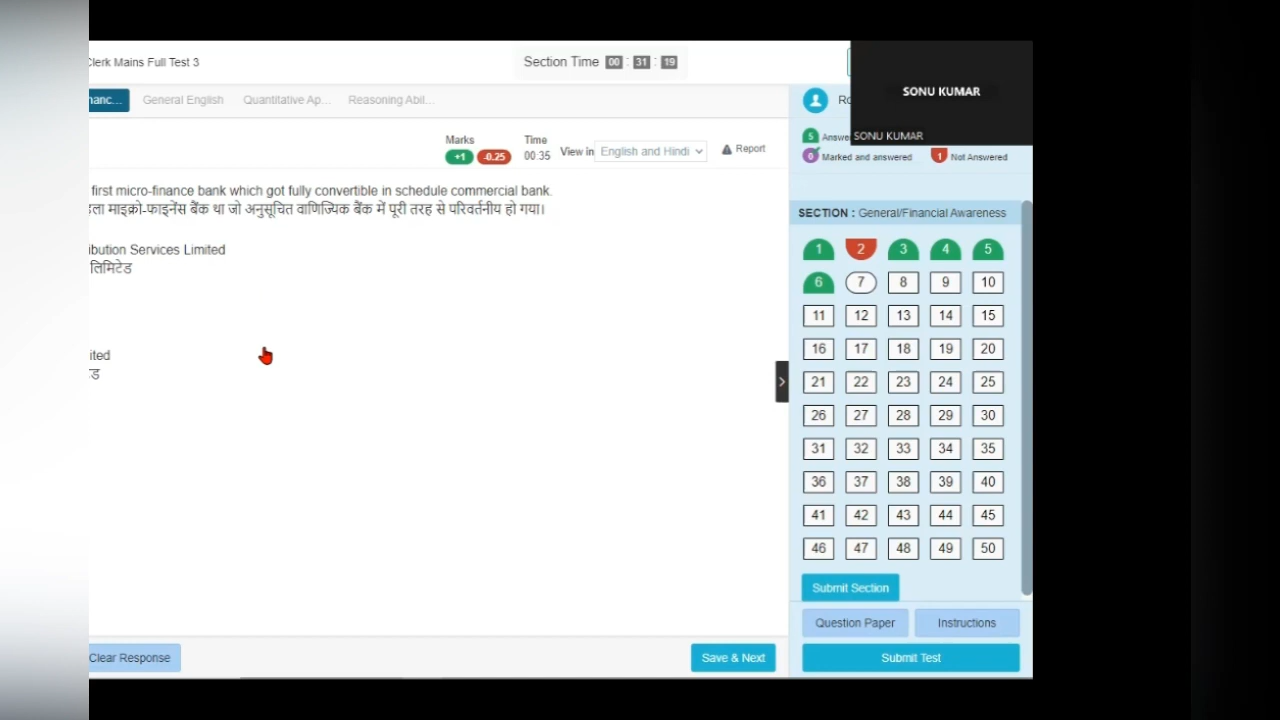 Clerk Mains Full Test 3
Section Time 00 : 31 : 19
SONU KUMAR
SONU KUMAR
General English
Quantitative Ap...
Reasoning Abil...
Marks
+1 -0.25
Time
00:35
View in English and Hindi
Report
5
0 Marked and answered
1 Not Answered
first micro-finance bank which got fully convertible in schedule commercial bank.
माइक्रो-फाइनेंस बैंक था जो अनुसूचित वाणिज्यिक बैंक में पूरी तरह से परिवर्तनीय हो गया।
ibution Services Limited
लिमिटेड
ited
SECTION : General/Financial Awareness
1 2 3 4 5
6 7 8 9 10
11 12 13 14 15
16 17 18 19 20
21 22 23 24 25
26 27 28 29 30
31 32 33 34 35
36 37 38 39 40
41 42 43 44 45
46 47 48 49 50
Submit Section
Question Paper
Instructions
Clear Response
Save & Next
Submit Test